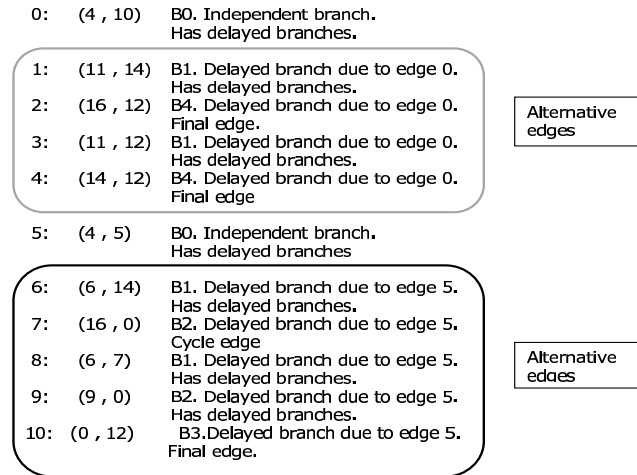 0: (4 , 10) B0. Independent branch.
Has delayed branches.
1: (11 , 14) B1. Delayed branch due to edge 0.
Has delayed branches.
2: (16 , 12) B4. Delayed branch due to edge 0.
Final edge.
3: (11 , 12) B1. Delayed branch due to edge 0.
Has delayed branches.
4: (14 , 12) B4. Delayed branch due to edge 0.
Final edge
Alternative
edges
5: (4 , 5) B0. Independent branch.
Has delayed branches
6: (6 , 14) B1. Delayed branch due to edge 5.
Has delayed branches.
7: (16 , 0) B2. Delayed branch due to edge 5.
Cycle edge
8: (6 , 7) B1. Delayed branch due to edge 5.
Has delayed branches.
9: (9 , 0) B2. Delayed branch due to edge 5.
Has delayed branches.
10: (0 , 12) B3.Delayed branch due to edge 5.
Final edge.
Alternative
edges